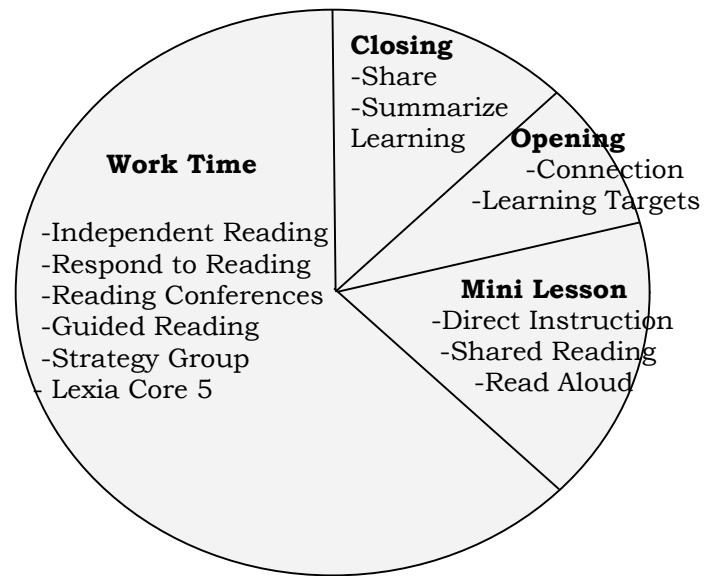 Closing
-Share
-Summarize
Learning
Opening
-Connection
-Learning Targets
Work Time
-Independent Reading
-Respond to Reading
-Reading Conferences
-Guided Reading
-Strategy Group
- Lexia Core 5
Mini Lesson
-Direct Instruction
-Shared Reading
-Read Aloud